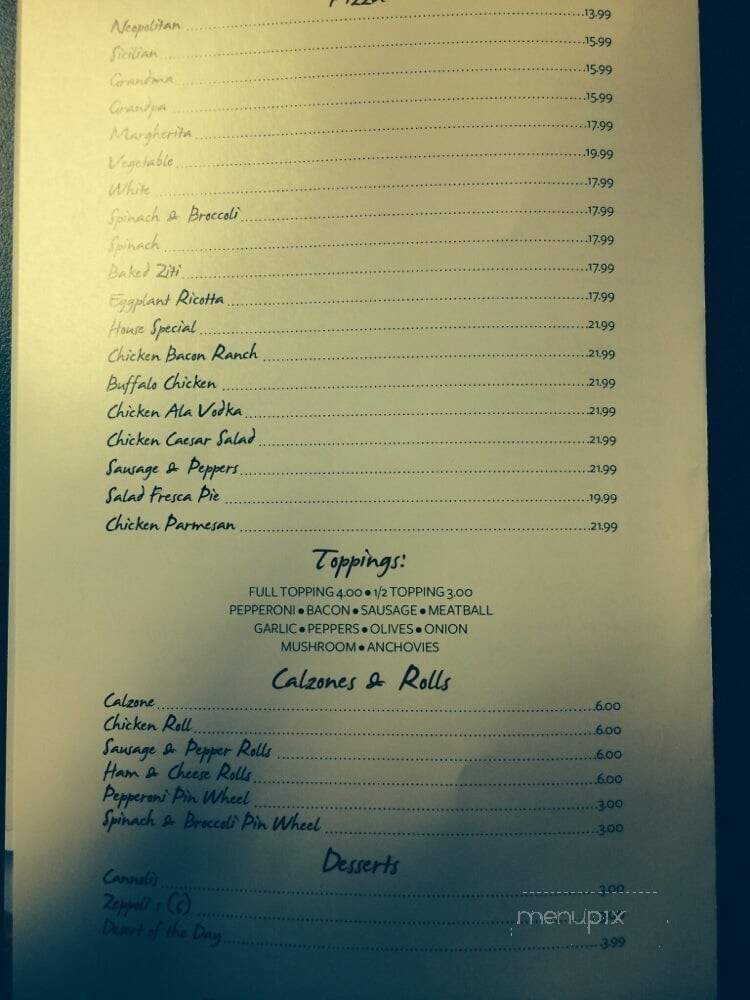 Pizza
Neopolitan 13.99
Sicilian 15.99
Grandma 15.99
Grandpa 15.99
Margherita 17.99
Vegetable 19.99
White 17.99
Spinach & Broccoli 17.99
Spinach 17.99
Baked Ziti 17.99
Eggplant Ricotta 17.99
House Special 21.99
Chicken Bacon Ranch 21.99
Buffalo Chicken 21.99
Chicken Ala Vodka 21.99
Chicken Caesar Salad 21.99
Sausage & Peppers 21.99
Salad Fresca Pie 19.99
Chicken Parmesan 21.99
Toppings:
FULL TOPPING 4.00 ● 1/2 TOPPING 3.00
PEPPERONI ● BACON ● SAUSAGE ● MEATBALL
GARLIC ● PEPPERS ● OLIVES ● ONION
MUSHROOM ● ANCHOVIES
Calzones & Rolls
Calzone 6.00
Chicken Roll 6.00
Sausage & Pepper Rolls 6.00
Ham & Cheese Rolls 6.00
Pepperoni Pin Wheel 3.00
Spinach & Broccoli Pin Wheel 3.00
Desserts
Cannolis 3.00
Zeppoli s (6)
Desert of the Day 3.99
menupix